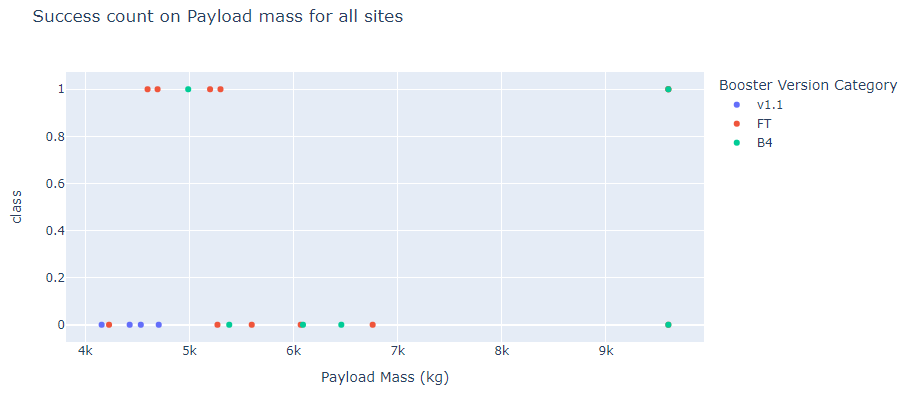 Success count on Payload mass for all sites
Booster Version Category
v1.1
FT
B4
class
1
0.8
0.6
0.4
0.2
0
4k
5k
6k
7k
8k
9k
Payload Mass (kg)